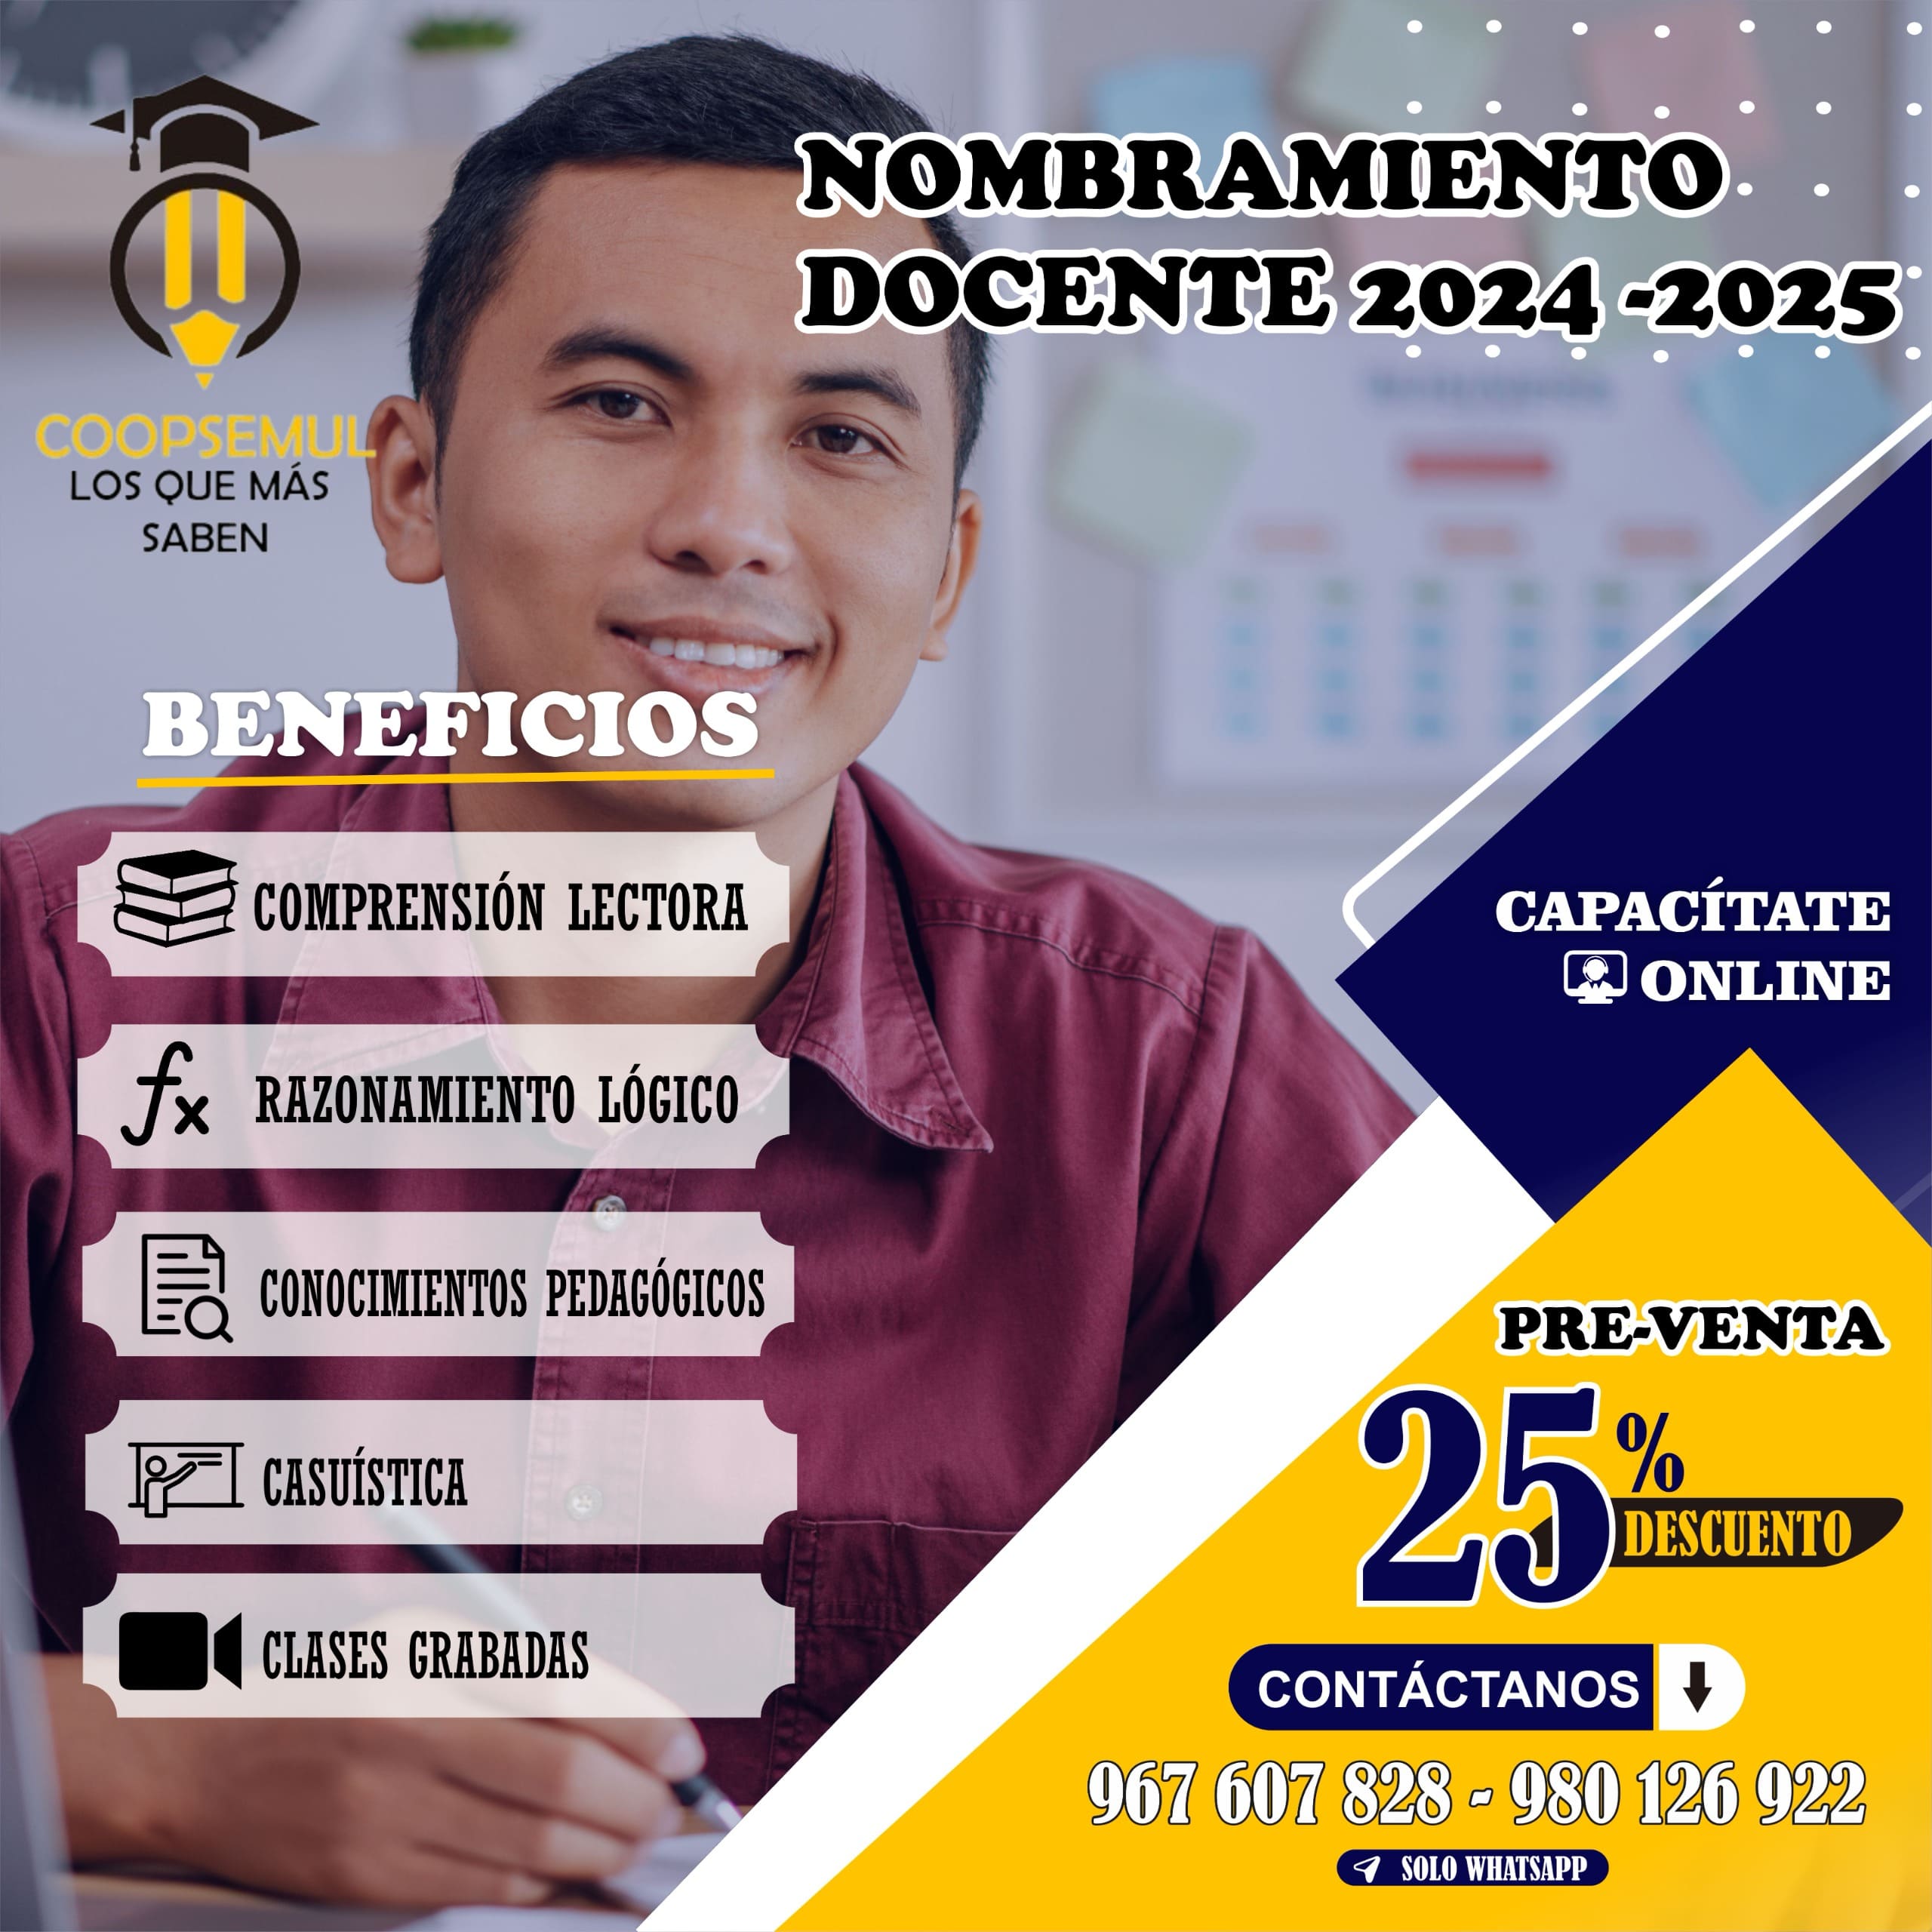 NOMBRAMIENTO
DOCENTE 2024 -2025
COOPSEMUL
LOS QUE MÁS
SABEN
BENEFICIOS
COMPRENSIÓN LECTORA
fx RAZONAMIENTO LÓGICO
CONOCIMIENTOS PEDAGÓGICOS
CASUÍSTICA
CLASES GRABADAS
CAPACÍTATE
ONLINE
PRE-VENTA
25%
DESCUENTO
CONTÁCTANOS
967 607 828 - 980 126 922
SOLO WHATSAPP